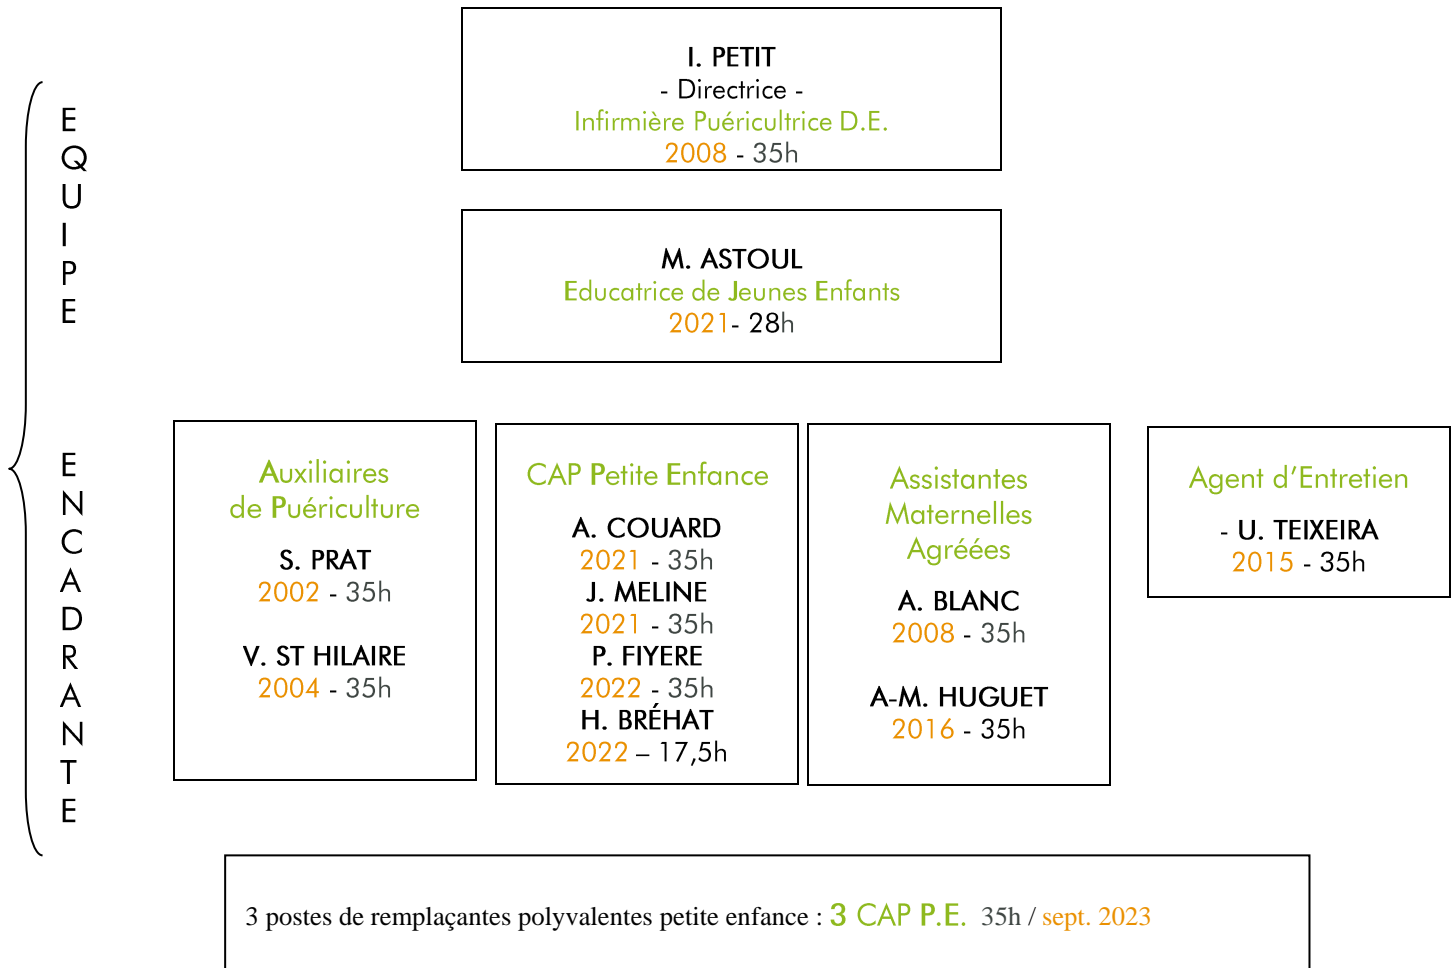 I. PETIT
- Directrice -
Infirmière Puéricultrice D.E.
2008 - 35h
M. ASTOUL
Educatrice de Jeunes Enfants
2021- 28h
E
Q
U
I
P
E
E
N
C
A
D
R
A
N
T
E
Auxiliaires
de Puériculture
S. PRAT
2002 - 35h
V. ST HILAIRE
2004 - 35h
CAP Petite Enfance
A. COUARD
2021 - 35h
J. MELINE
2021 - 35h
P. FIYERE
2022 - 35h
H. BRÉHAT
2022 – 17,5h
Assistantes
Maternelles
Agréées
A. BLANC
2008 - 35h
A-M. HUGUET
2016 - 35h
Agent d’Entretien
- U. TEIXEIRA
2015 - 35h
3 postes de remplaçantes polyvalentes petite enfance : 3 CAP P.E. 35h / sept. 2023